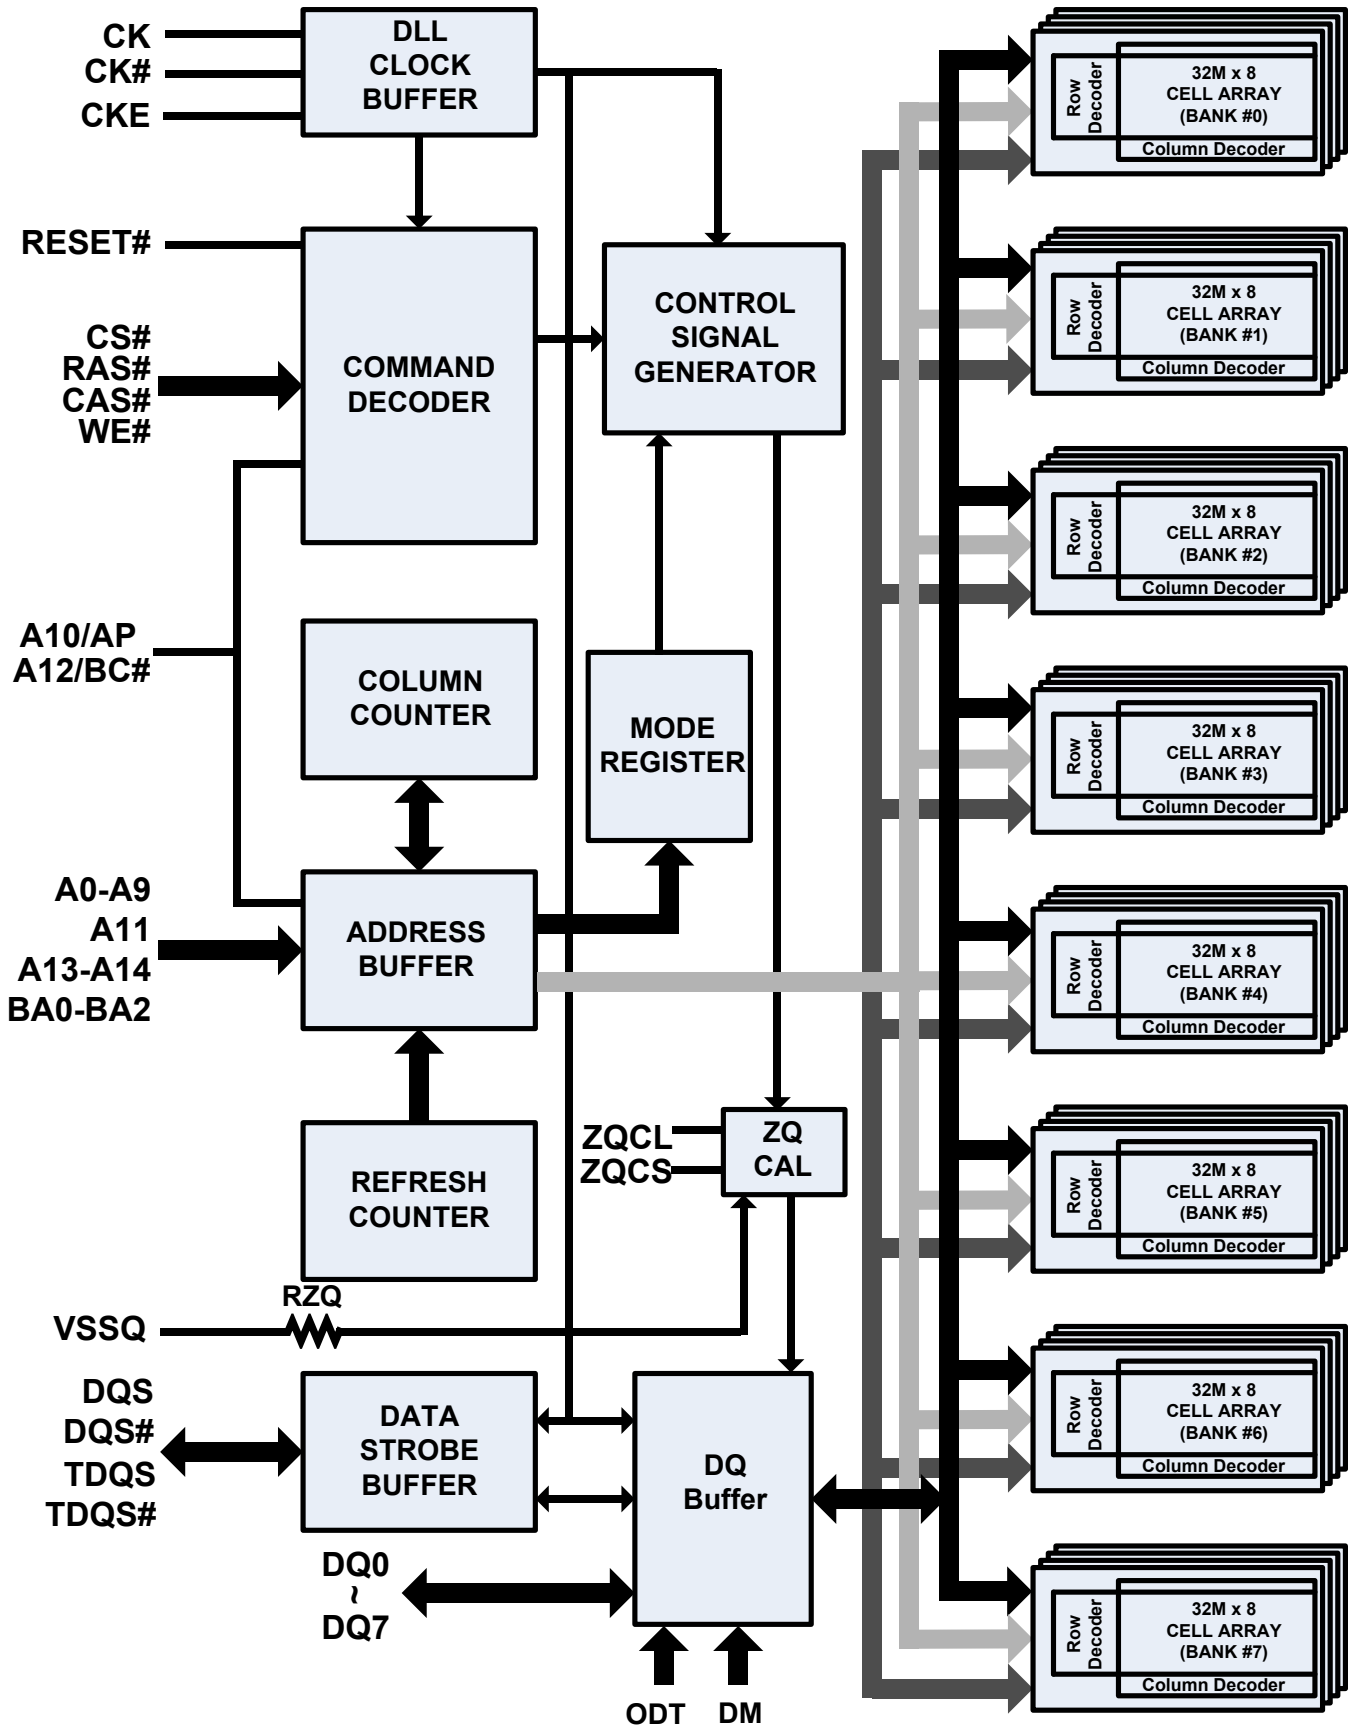 CK
CK#
CKE
DLL
CLOCK
BUFFER
RESET#
CS#
RAS#
CAS#
WE#
COMMAND
DECODER
CONTROL
SIGNAL
GENERATOR
A10/AP
A12/BC#
COLUMN
COUNTER
MODE
REGISTER
A0-A9
A11
A13-A14
BA0-BA2
ADDRESS
BUFFER
REFRESH
COUNTER
ZQCL
ZQCS
ZQ
CAL
VSSQ
RZQ
DQS
DQS#
TDQS
TDQS#
DATA
STROBE
BUFFER
DQ
Buffer
DQ0
~
DQ7
ODT
DM
Row
Decoder
32M x 8
CELL ARRAY
(BANK #0)
Column Decoder
Row
Decoder
32M x 8
CELL ARRAY
(BANK #1)
Column Decoder
Row
Decoder
32M x 8
CELL ARRAY
(BANK #2)
Column Decoder
Row
Decoder
32M x 8
CELL ARRAY
(BANK #3)
Column Decoder
Row
Decoder
32M x 8
CELL ARRAY
(BANK #4)
Column Decoder
Row
Decoder
32M x 8
CELL ARRAY
(BANK #5)
Column Decoder
Row
Decoder
32M x 8
CELL ARRAY
(BANK #6)
Column Decoder
Row
Decoder
32M x 8
CELL ARRAY
(BANK #7)
Column Decoder